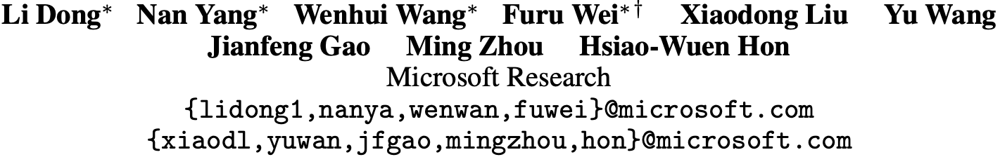 Li Dong∗ Nan Yang∗ Wenhui Wang∗ Furu Wei∗† Xiaodong Liu Yu Wang
Jianfeng Gao Ming Zhou Hsiao-Wuen Hon
Microsoft Research
{lidong1,nanya,wenwan,fuwei}@microsoft.com
{xiaodl,yuwan,jfgao,mingzhou,hon}@microsoft.com